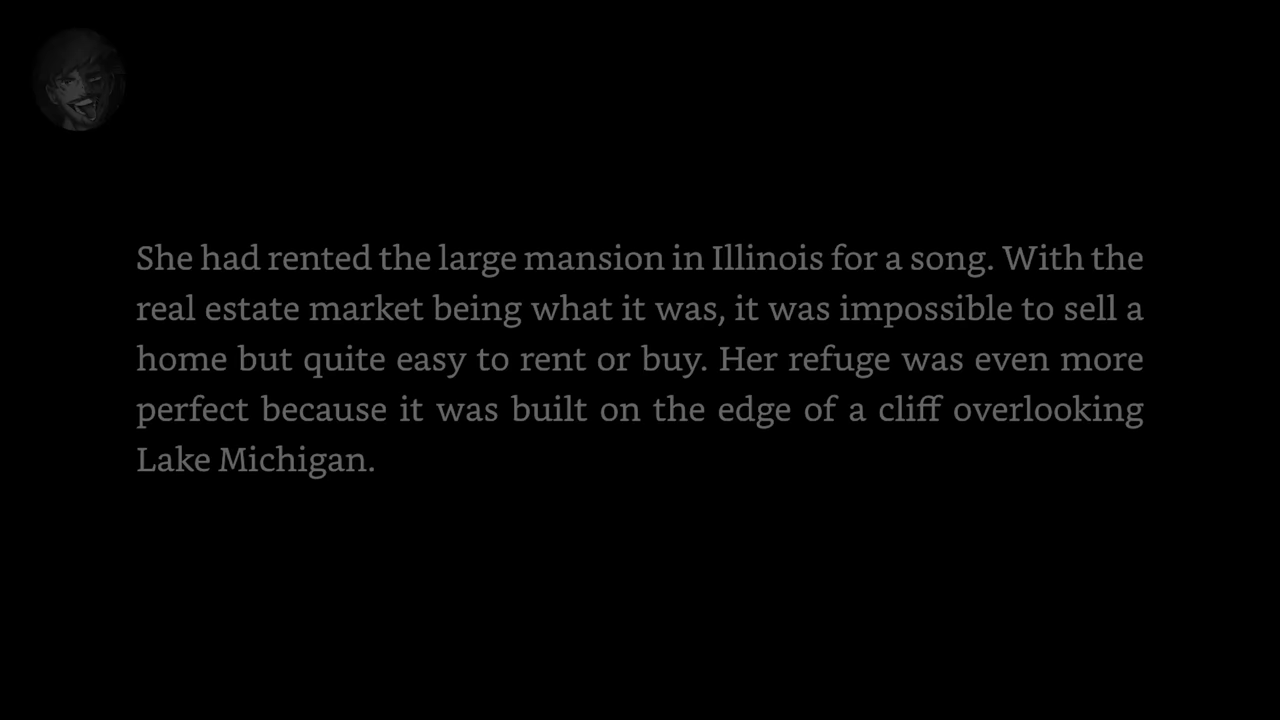 She had rented the large mansion in Illinois for a song. With the
real estate market being what it was, it was impossible to sell a
home but quite easy to rent or buy. Her refuge was even more
perfect because it was built on the edge of a cliff overlooking
Lake Michigan.